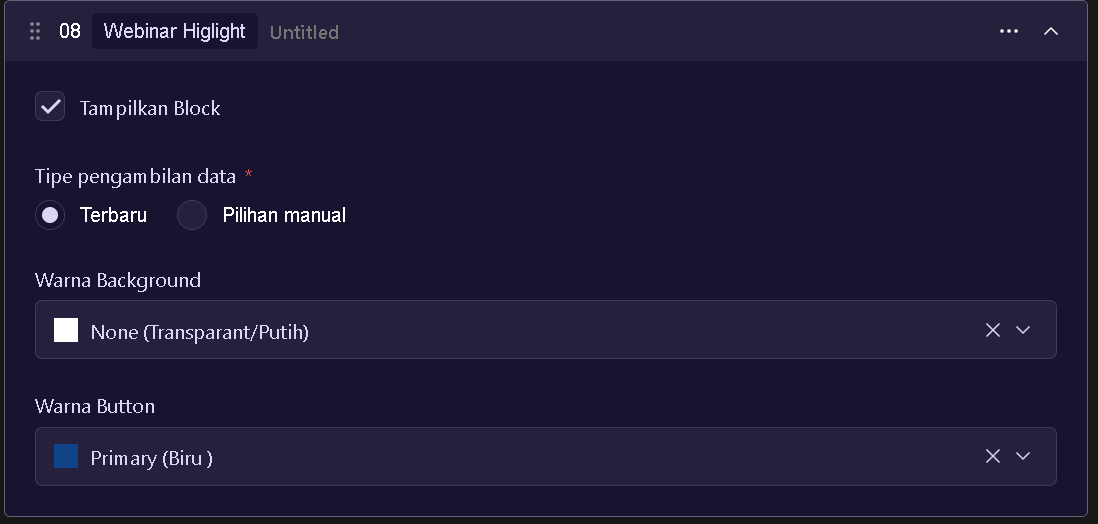 08 Webinar Higlight Untitled
Tampilkan Block
Tipe pengambilan data *
Terbaru Pilihan manual
Warna Background
None (Transparant/Putih)
Warna Button
Primary (Biru )